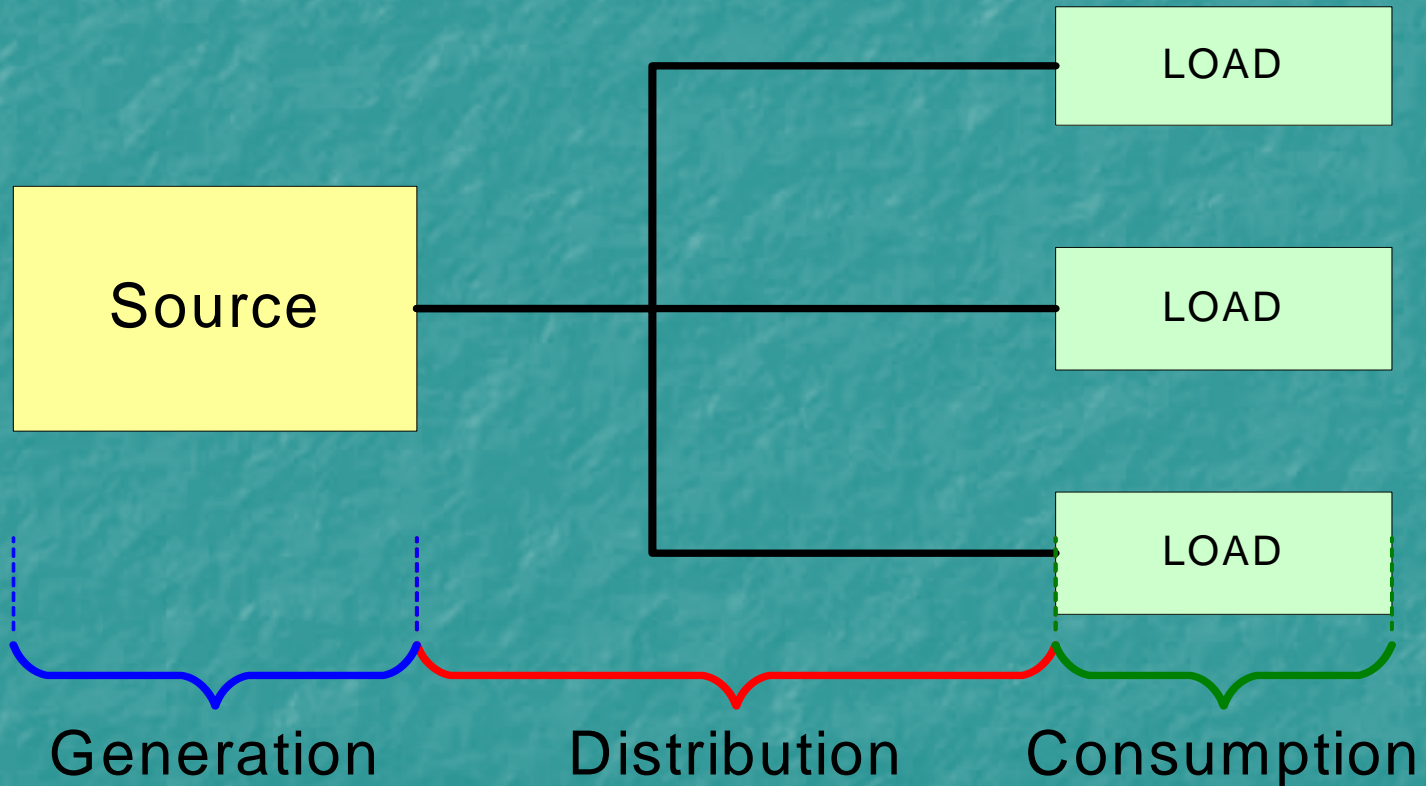 LOAD
Source
LOAD
LOAD
Generation
Distribution
Consumption